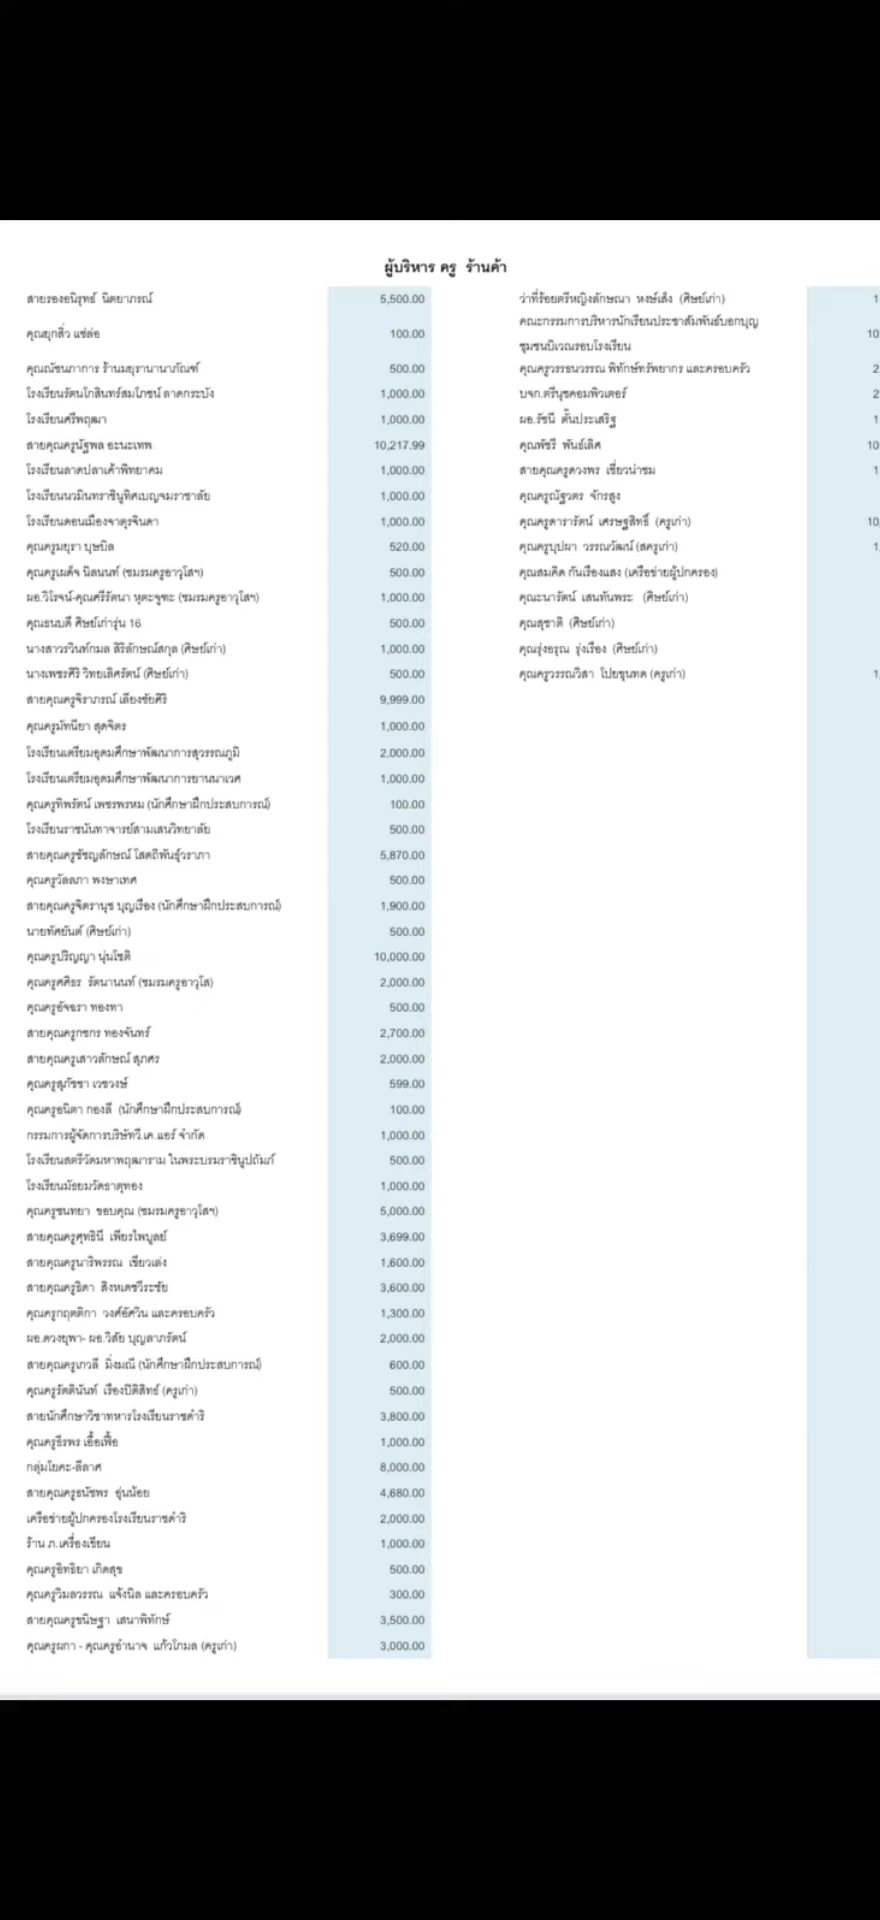 ผู้บริหาร ครู ร้านค้า
สายรองอนิรุทธ์ นิตยาภรณ์ 5,500.00
คุณยุกสิ่ว แซ่ล่อ 100.00
คุณณัชนภาการ ร้านมยุรานานาภัณฑ์ 500.00
โรงเรียนรัตนโกสินทร์สมโภชน์ ลาดกระบัง 1,000.00
โรงเรียนศรีพฤฒา 1,000.00
สายคุณครูนัฐพล อะนะเทพ 10,217.99
โรงเรียนลาดปลาเค้าพิทยาคม 1,000.00
โรงเรียนนวมินทราชินูทิศเบญจมราชาลัย 1,000.00
โรงเรียนดอนเมืองจาตุรจินดา 1,000.00
คุณครูมยุรา บุษบิล 520.00
คุณครูเผด็จ นิลนนท์ (ชมรมครูอาวุโสฯ) 500.00
ผอ.วิโรจน์-คุณศรีรัตนา หุตะจูฑะ (ชมรมครูอาวุโสฯ) 1,000.00
คุณธนบดี ศิษย์เก่ารุ่น 16 500.00
นางสาวรวินท์กมล สิริลักษณ์สกุล (ศิษย์เก่า) 1,000.00
นางเพชรศิริ วิทยเลิศรัตน์ (ศิษย์เก่า) 500.00
สายคุณครูจิราภรณ์ เลียงชัยศิริ 9,999.00
คุณครูมัทนียา สุดจิตร 1,000.00
โรงเรียนเตรียมอุดมศึกษาพัฒนาการสุวรรณภูมิ 2,000.00
โรงเรียนเตรียมอุดมศึกษาพัฒนาการยานนาเวศ 1,000.00
คุณครูทิพรัตน์ เพชรพรหม (นักศึกษาฝึกประสบการณ์) 100.00
โรงเรียนราชนันทาจารย์สามเสนวิทยาลัย 500.00
สายคุณครูชัชญลักษณ์ โสตถิพันธุ์วราภา 5,870.00
คุณครูวัลลภา พงษาเทศ 500.00
สายคุณครูจิตรานุช บุญเรือง (นักศึกษาฝึกประสบการณ์) 1,900.00
นายทัศยันต์ (ศิษย์เก่า) 500.00
คุณครูปริญญา นุ่นโชติ 10,000.00
คุณครูศศิธร รัตนานนท์ (ชมรมครูอาวุโส) 2,000.00
คุณครูอัจฉรา ทองทา 500.00
สายคุณครูกชกร ทองจันทร์ 2,700.00
สายคุณครูเสาวลักษณ์ สุภศร 2,000.00
คุณครูสุภัชชา เวชวงษ์ 599.00
คุณครูอนิตา กองลี (นักศึกษาฝึกประสบการณ์) 100.00
กรรมการผู้จัดการบริษัทวี.เค.แอร์ จำกัด 1,000.00
โรงเรียนสตรีวัดมหาพฤฒาราม ในพระบรมราชินูปถัมภ์ 500.00
โรงเรียนมัธยมวัดธาตุทอง 1,000.00
คุณครูชนทยา ชอบคุณ (ชมรมครูอาวุโสฯ) 5,000.00
สายคุณครูศุทธินี เพียรไพบูลย์ 3,699.00
สายคุณครูนาริพรรณ เขียวเล่ง 1,600.00
สายคุณครูธิดา สิงหเดชวีระชัย 3,600.00
คุณครูกฤตติกา วงศ์อัศวิน และครอบครัว 1,300.00
ผอ.ดวงยุพา- ผอ.วิสัย บุญลาภรัตน์ 2,000.00
สายคุณครูเกวลี มิ่งมณี (นักศึกษาฝึกประสบการณ์) 600.00
คุณครูรัตตินันท์ เรืองปิติสิทธ์ (ครูเก่า) 500.00
สายนักศึกษาวิชาทหารโรงเรียนราชดำริ 3,800.00
คุณครูธีรพร เอื้อเฟื้อ 1,000.00
กลุ่มโยคะ-ลีลาศ 8,000.00
สายคุณครูธนัชพร อุ่นน้อย 4,680.00
เครือข่ายผู้ปกครองโรงเรียนราชดำริ 2,000.00
ร้าน ภ.เครื่องเขียน 1,000.00
คุณครูอิทธิยา เกิดสุข 500.00
คุณครูวิมลวรรณ แจ้งนิล และครอบครัว 300.00
สายคุณครูขนิษฐา เสนาพิทักษ์ 3,500.00
คุณครูผกา - คุณครูอำนาจ แก้วโกมล (ครูเก่า) 3,000.00
ว่าที่ร้อยตรีหญิงลักษณา หงษ์เส็ง (ศิษย์เก่า) 1
คณะกรรมการบริหารนักเรียนประชาสัมพันธ์บอกบุญ
ชุมชนบิเวณรอบโรงเรียน 10
คุณครูวรรธนวรรณ พิทักษ์ทรัพยากร และครอบครัว 2
บจก.ตรีนุชคอมพิวเตอร์ 2
ผอ.รัชนี ตั้นประเสริฐ 1
คุณพัชรี พันธ์เลิศ 10
สายคุณครูดวงพร เชี่ยวน่าชม 1
คุณครูณัฐวตร จักรสูง
คุณครูดารารัตน์ เศรษฐสิทธิ์ (ครูเก่า) 10,
คุณครูบุปผา วรรณวัฒน์ (สครูเก่า) 1,
คุณสมคิด กันเรืองแสง (เครือข่ายผู้ปกครอง)
คุณะนารัตน์ เสนทันพระ (ศิษย์เก่า)
คุณสุชาติ (ศิษย์เก่า)
คุณรุ่งอรุณ รุ่งเรือง (ศิษย์เก่า)
คุณครูวรรณวิสา โปยขุนทด (ครูเก่า) 1,